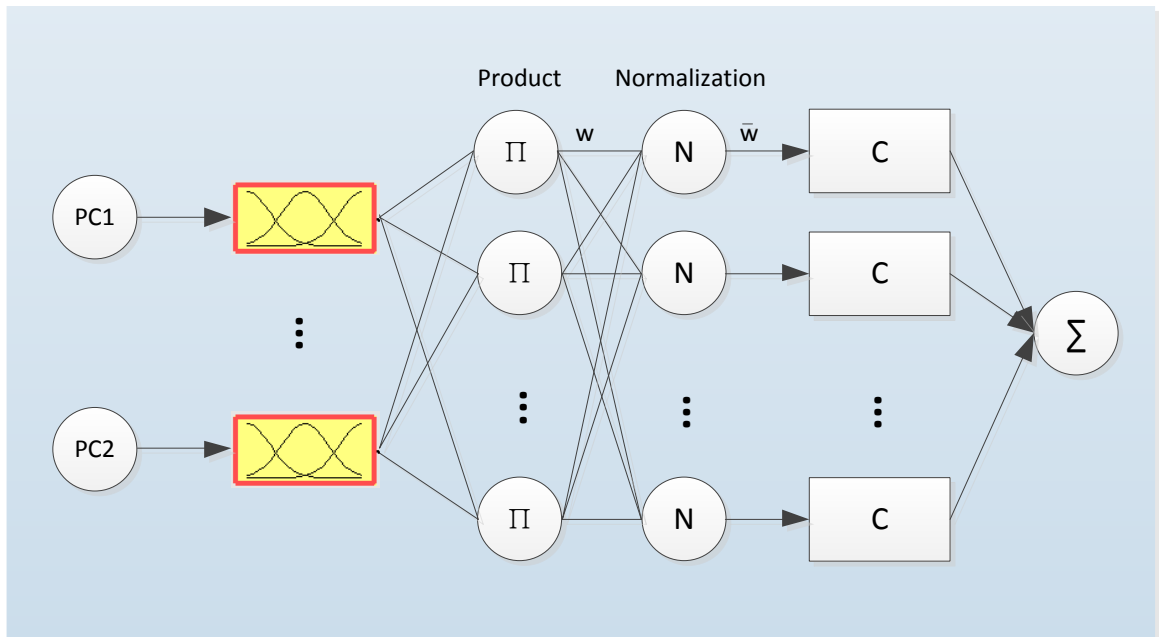 Product Normalization
Π w N w̄ C
PC1
Π N C
Σ
PC2
Π N C